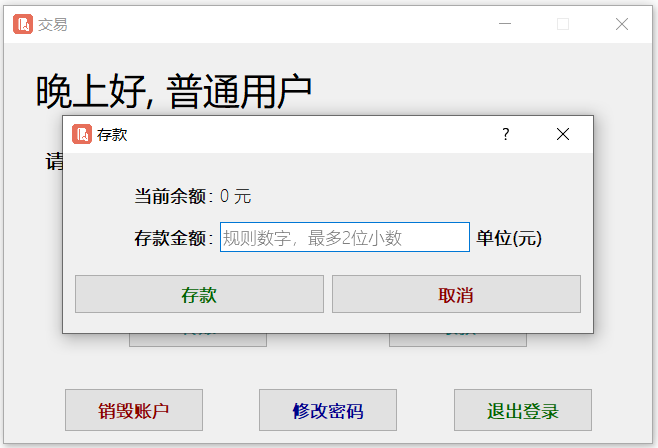 交易
晚上好, 普通用户
请
存款
?
当前余额: 0 元
存款金额: 规则数字，最多2位小数 单位(元)
存款 取消
销毁账户 修改密码 退出登录